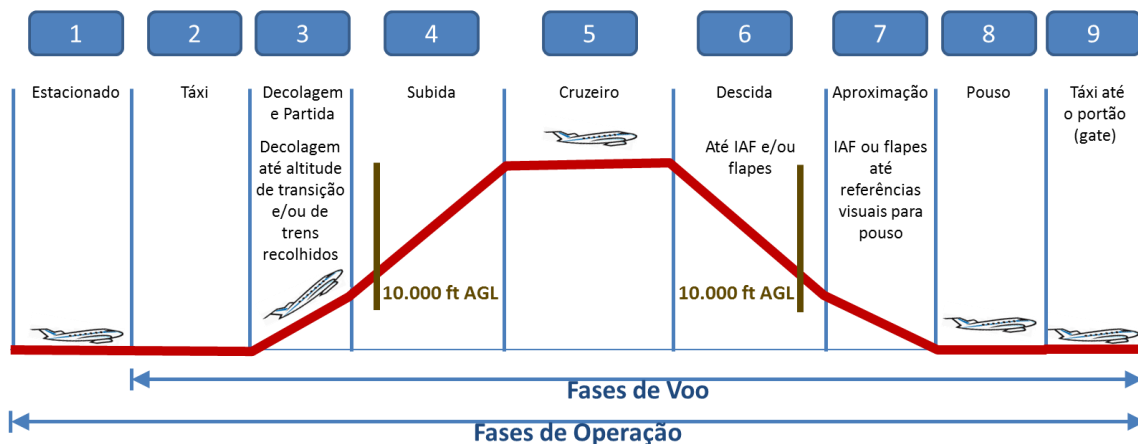 1
2
3
4
5
6
7
8
9
Estacionado
Táxi
Decolagem
e Partida
Decolagem
até altitude
de transição
e/ou de
trens
recolhidos
Subida
Cruzeiro
Descida
Até IAF e/ou
flapes
Aproximação
IAF ou flapes
até
referências
visuais para
pouso
Pouso
Táxi até
o portão
(gate)
10.000 ft AGL
10.000 ft AGL
Fases de Voo
Fases de Operação